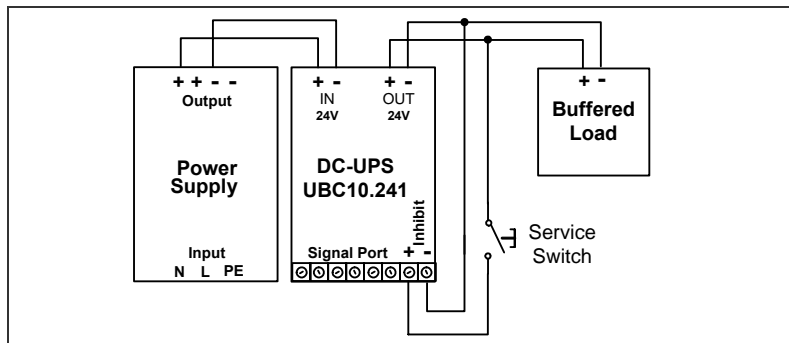 + + - -
Output
Power
Supply
Input
N L PE
+ -
IN
24V
+ -
OUT
24V
DC-UPS
UBC10.241
Inhibit
Signal Port
+ -
+ -
Buffered
Load
Service
Switch